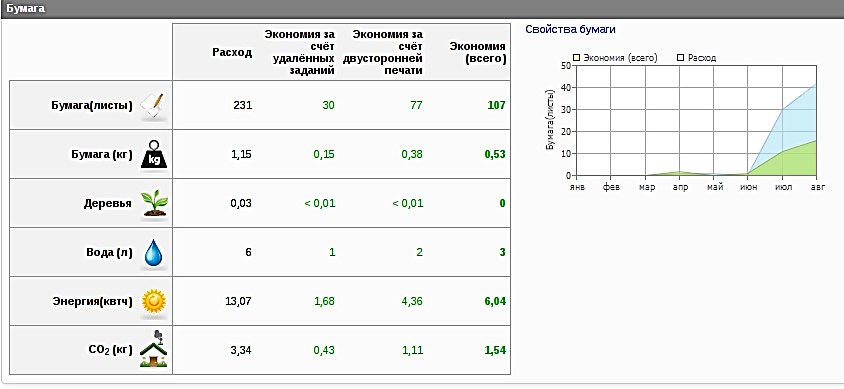 Бумага
Расход
Экономия за
счёт
удалённых
заданий
Экономия за
счёт
двусторонней
печати
Экономия
(всего)
Бумага(листы) 231 30 77 107
Бумага (кг) kg 1,15 0,15 0,38 0,53
Деревья 0,03 < 0,01 < 0,01 0
Вода (л) 6 1 2 3
Энергия(квтч) 13,07 1,68 4,36 6,04
CO2 (кг) 3,34 0,43 1,11 1,54
Свойства бумаги
Экономия (всего) Расход
Бумага(листы)
50
40
30
20
10
0
янв фев мар апр май июн июл авг